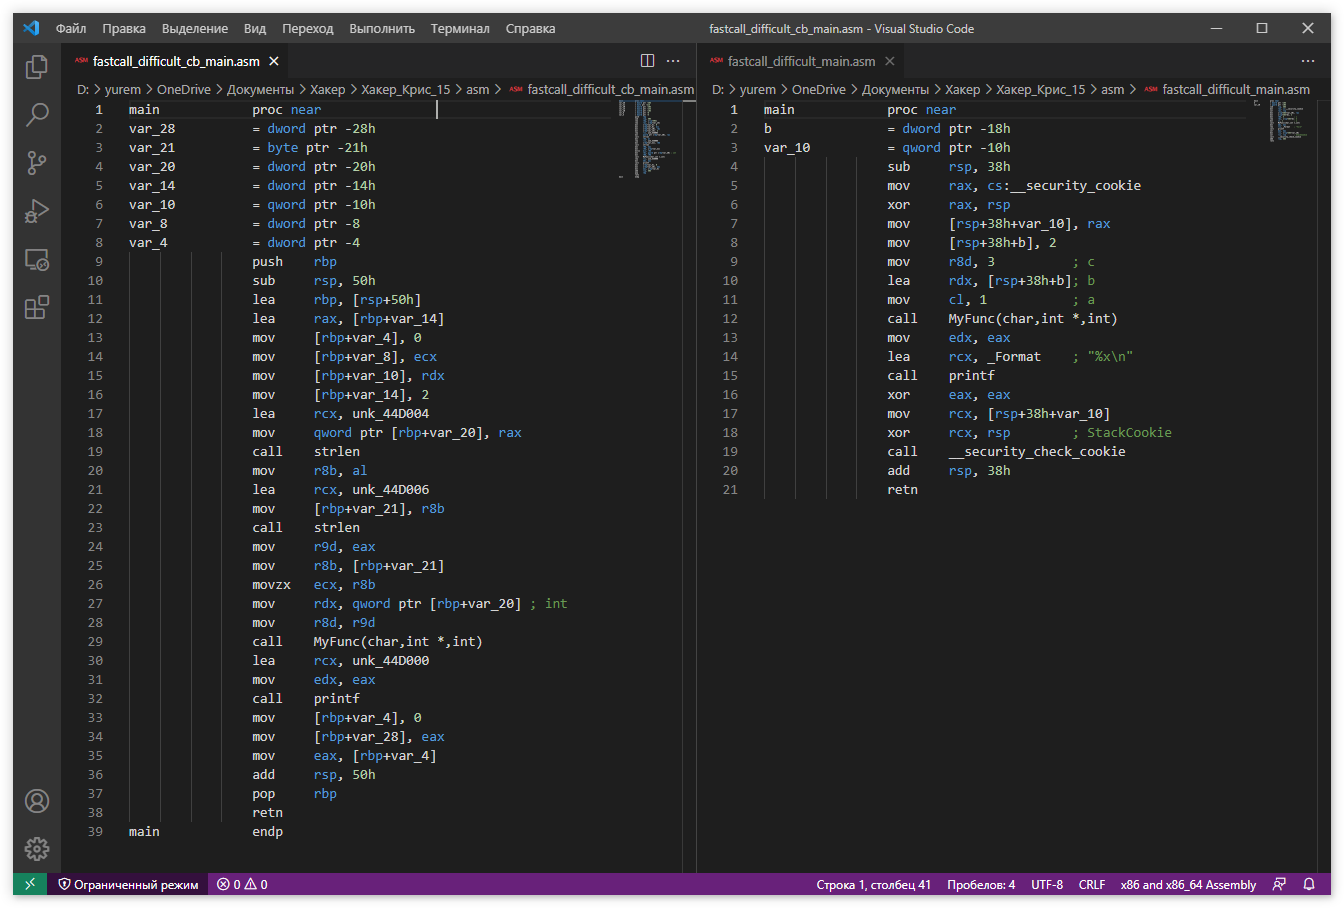 Файл Правка Выделение Вид Переход Выполнить Терминал Справка fastcall_difficult_cb_main.asm - Visual Studio Code
ASM fastcall_difficult_cb_main.asm
D: > yurem > OneDrive > Документы > Хакер > Хакер_Крис_15 > asm > ASM fastcall_difficult_cb_main.asm
1 main proc near
2 var_28 = dword ptr -28h
3 var_21 = byte ptr -21h
4 var_20 = dword ptr -20h
5 var_14 = dword ptr -14h
6 var_10 = qword ptr -10h
7 var_8 = dword ptr -8
8 var_4 = dword ptr -4
9 push rbp
10 sub rsp, 50h
11 lea rbp, [rsp+50h]
12 lea rax, [rbp+var_14]
13 mov [rbp+var_4], 0
14 mov [rbp+var_8], ecx
15 mov [rbp+var_10], rdx
16 mov [rbp+var_14], 2
17 lea rcx, unk_44D004
18 mov qword ptr [rbp+var_20], rax
19 call strlen
20 mov r8b, al
21 lea rcx, unk_44D006
22 mov [rbp+var_21], r8b
23 call strlen
24 mov r9d, eax
25 mov r8b, [rbp+var_21]
26 movzx ecx, r8b
27 mov rdx, qword ptr [rbp+var_20] ; int
28 mov r8d, r9d
29 call MyFunc(char,int *,int)
30 lea rcx, unk_44D000
31 mov edx, eax
32 call printf
33 mov [rbp+var_4], 0
34 mov [rbp+var_28], eax
35 mov eax, [rbp+var_4]
36 add rsp, 50h
37 pop rbp
38 retn
39 main endp
ASM fastcall_difficult_main.asm
D: > yurem > OneDrive > Документы > Хакер > Хакер_Крис_15 > asm > ASM fastcall_difficult_main.asm
1 main proc near
2 b = dword ptr -18h
3 var_10 = qword ptr -10h
4 sub rsp, 38h
5 mov rax, cs:__security_cookie
6 xor rax, rsp
7 mov [rsp+38h+var_10], rax
8 mov [rsp+38h+b], 2
9 mov r8d, 3 ; c
10 lea rdx, [rsp+38h+b]; b
11 mov cl, 1 ; a
12 call MyFunc(char,int *,int)
13 mov edx, eax
14 lea rcx, _Format ; "%x\n"
15 call printf
16 xor eax, eax
17 mov rcx, [rsp+38h+var_10]
18 xor rcx, rsp ; StackCookie
19 call __security_check_cookie
20 add rsp, 38h
21 retn
Ограниченный режим 0 0 Строка 1, столбец 41 Пробелов: 4 UTF-8 CRLF x86 and x86_64 Assembly